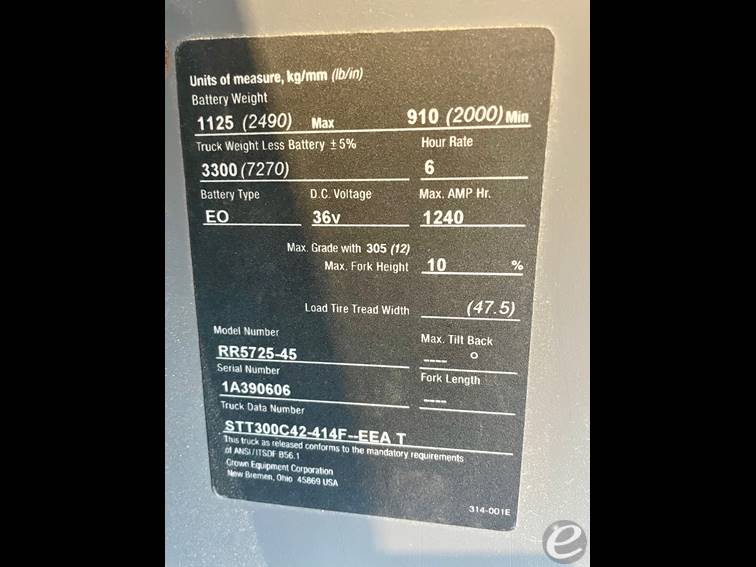 Units of measure, kg/mm (lb/in)
Battery Weight
1125 (2490) Max 910 (2000) Min
Truck Weight Less Battery ± 5% Hour Rate
3300 (7270) 6
Battery Type D.C. Voltage Max. AMP Hr.
EO 36v 1240
Max. Grade with 305 (12)
Max. Fork Height 10 %
Load Tire Tread Width (47.5)
Model Number Max. Tilt Back
RR5725-45 ---- °
Serial Number Fork Length
1A390606 ----
Truck Data Number
STT300C42-414F--EEA T
This truck as released conforms to the mandatory requirements
of ANSI/ITSDF B56.1
Crown Equipment Corporation
New Bremen, Ohio 45869 USA
314-001E
e